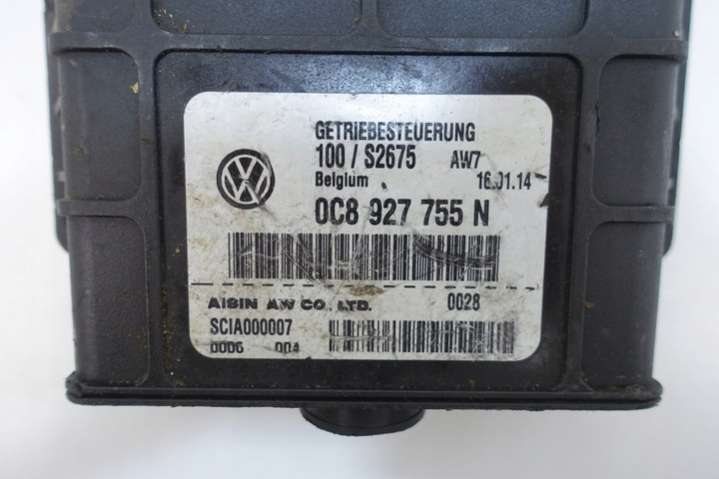 GETRIEBESTEUERUNG
100 / S2675 AW7
Belgium 16.01.14
0C8 927 755 N
AISIN AW CO., LTD. 0028
SCIA000007
0006 004